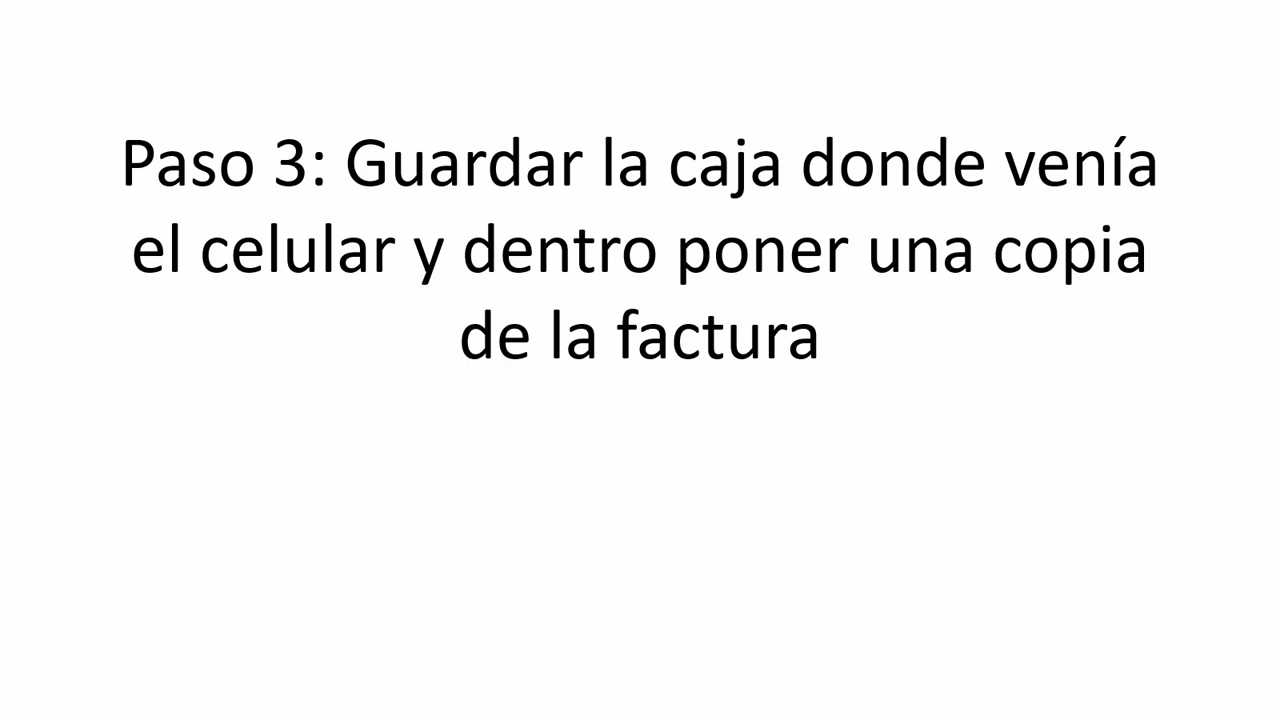 Paso 3: Guardar la caja donde venía
el celular y dentro poner una copia
de la factura